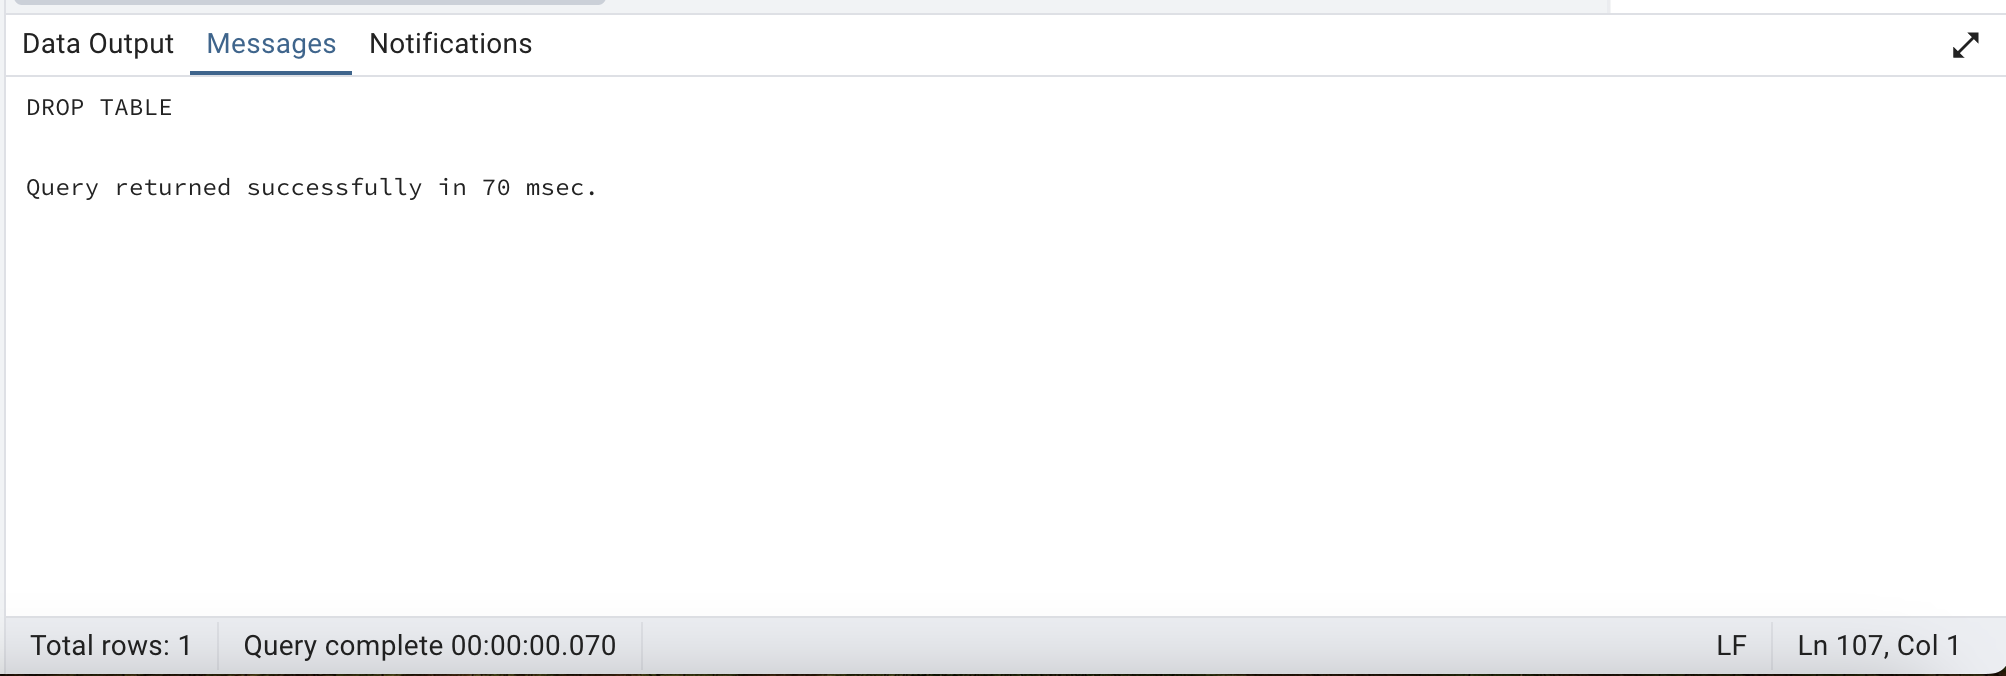 Data Output Messages Notifications
DROP TABLE
Query returned successfully in 70 msec.
Total rows: 1 Query complete 00:00:00.070 LF Ln 107, Col 1